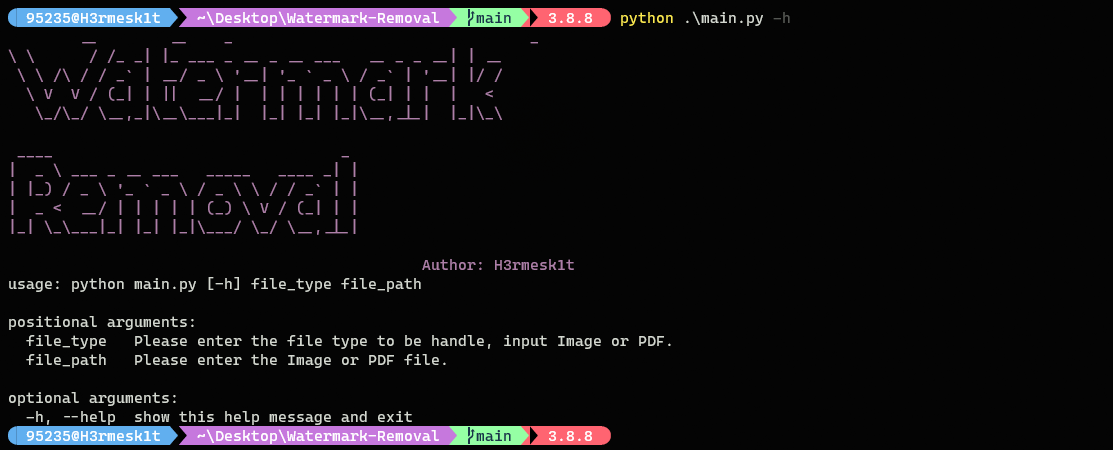 95235@H3rmesk1t ~\Desktop\Watermark-Removal main 3.8.8 python .\main.py -h
Watermark
Removal
Author: H3rmesk1t
usage: python main.py [-h] file_type file_path
positional arguments:
file_type Please enter the file type to be handle, input Image or PDF.
file_path Please enter the Image or PDF file.
optional arguments:
-h, --help show this help message and exit
95235@H3rmesk1t ~\Desktop\Watermark-Removal main 3.8.8